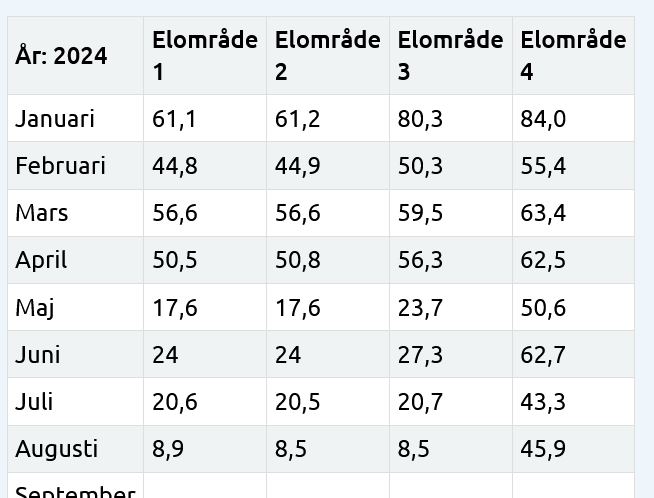 År: 2024 Elområde 1 Elområde 2 Elområde 3 Elområde 4
Januari 61,1 61,2 80,3 84,0
Februari 44,8 44,9 50,3 55,4
Mars 56,6 56,6 59,5 63,4
April 50,5 50,8 56,3 62,5
Maj 17,6 17,6 23,7 50,6
Juni 24 24 27,3 62,7
Juli 20,6 20,5 20,7 43,3
Augusti 8,9 8,5 8,5 45,9
September